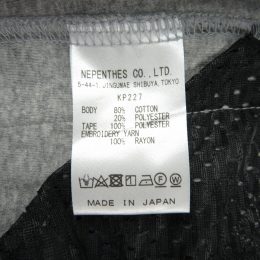 NEPENTHES CO., LTD.
5-44-1, JINGUMAE SHIBUYA, TOKYO
KP227
BODY 80% COTTON
20% POLYESTER
TAPE 100% POLYESTER
EMBROIDERY YARN
100% RAYON
MADE IN JAPAN